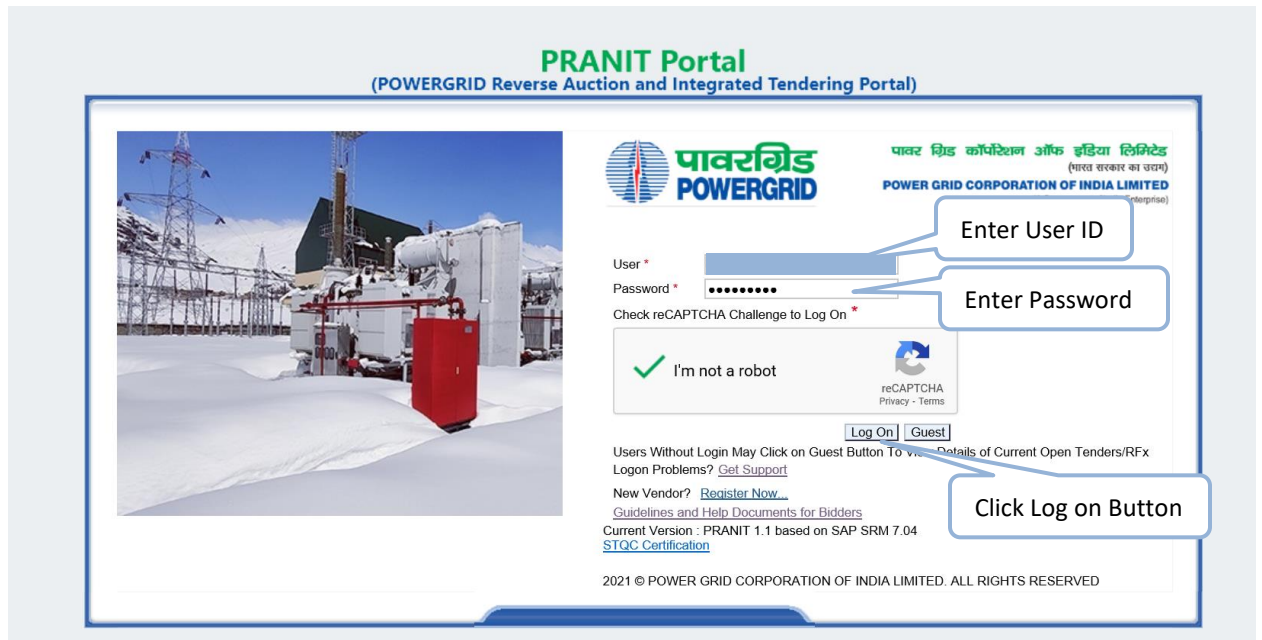 PRANIT Portal
(POWERGRID Reverse Auction and Integrated Tendering Portal)
पावरग्रिड
POWERGRID
पावर ग्रिड कॉर्पोरेशन ऑफ इंडिया लिमिटेड
(भारत सरकार का उद्यम)
POWER GRID CORPORATION OF INDIA LIMITED
Enterprise)
Enter User ID
User *
Password *
Enter Password
Check reCAPTCHA Challenge to Log On *
I'm not a robot
reCAPTCHA
Privacy - Terms
Log On Guest
Users Without Login May Click on Guest Button To View Details of Current Open Tenders/RFx
Logon Problems? Get Support
New Vendor? Register Now...
Click Log on Button
Guidelines and Help Documents for Bidders
Current Version : PRANIT 1.1 based on SAP SRM 7.04
STQC Certification
2021 © POWER GRID CORPORATION OF INDIA LIMITED. ALL RIGHTS RESERVED